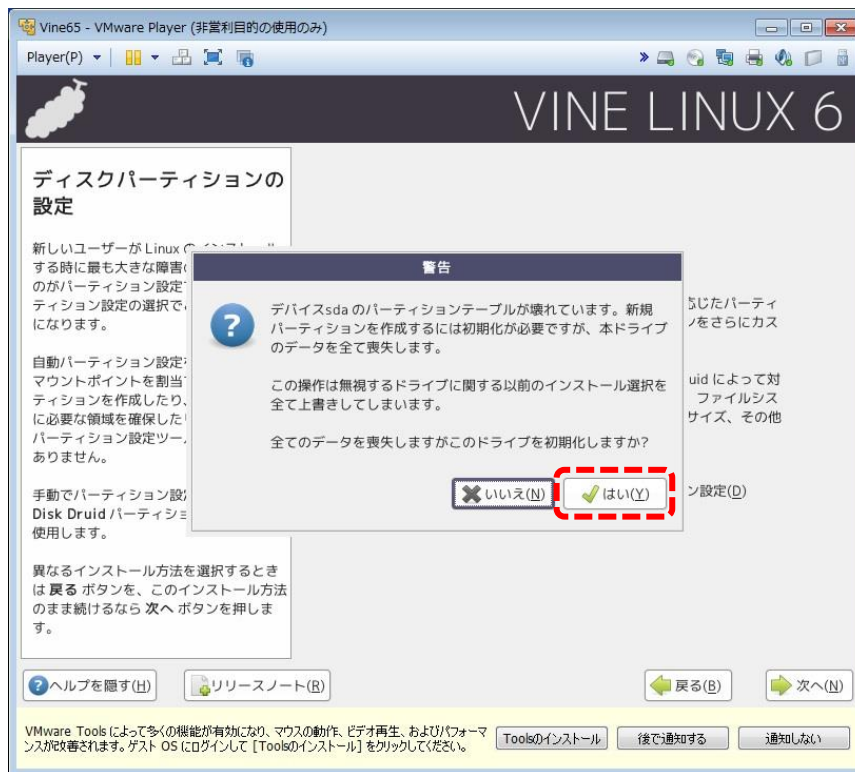 Vine65 - VMware Player (非営利目的の使用のみ)
Player(P)
VINE LINUX 6
ディスクパーティションの
設定
新しいユーザーが Linux
する時に最も大きな障害
のがパーティション設定
ティション設定の選択で
になります。
自動パーティション設定
マウントポイントを割当
ティションを作成したり、
に必要な領域を確保した
パーティション設定ツー
ありません。
手動でパーティション設
Disk Druid パーティショ
使用します。
異なるインストール方法を選択するとき
は 戻る ボタンを、このインストール方法
のまま続けるなら 次へ ボタンを押しま
す。
警告
デバイスsda のパーティションテーブルが壊れています。新規
パーティションを作成するには初期化が必要ですが、本ドライブ
のデータを全て喪失します。
この操作は無視するドライブに関する以前のインストール選択を
全て上書きしてしまいます。
全てのデータを喪失しますがこのドライブを初期化しますか?
いいえ(N) はい(Y)
じたパーティ
をさらにカス
uid によって対
ファイルシス
サイズ、その他
ン設定(D)
ヘルプを隠す(H) リリースノート(R) 戻る(B) 次へ(N)
VMware Tools によって多くの機能が有効になり、マウスの動作、ビデオ再生、およびパフォーマ
ンスが改善されます。ゲスト OS にログインして [Toolsのインストール] をクリックしてください。
Toolsのインストール 後で通知する 通知しない